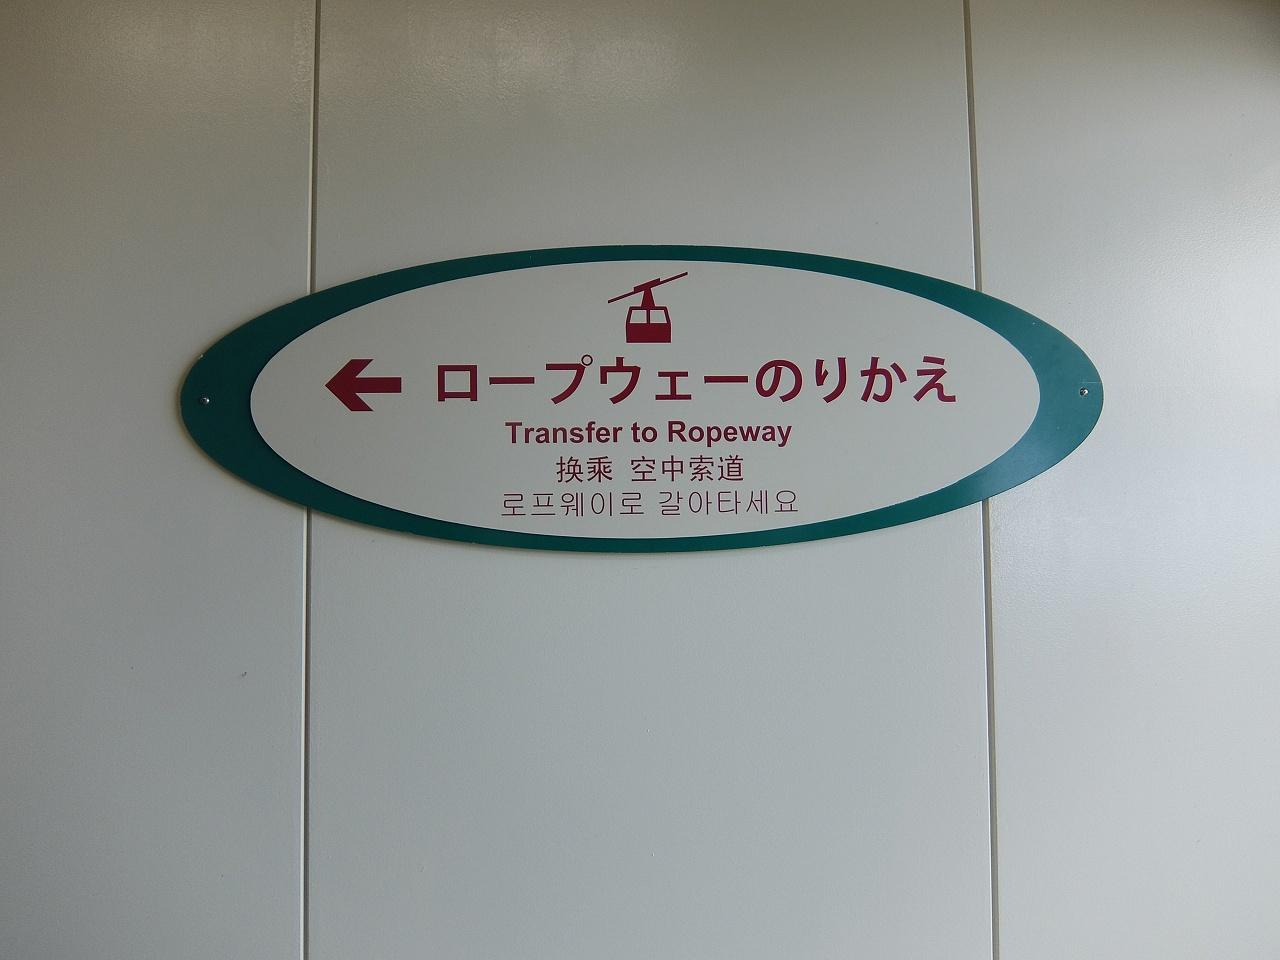 ← ロープウェーのりかえ
Transfer to Ropeway
换乘 空中索道
로프웨이로 갈아타세요